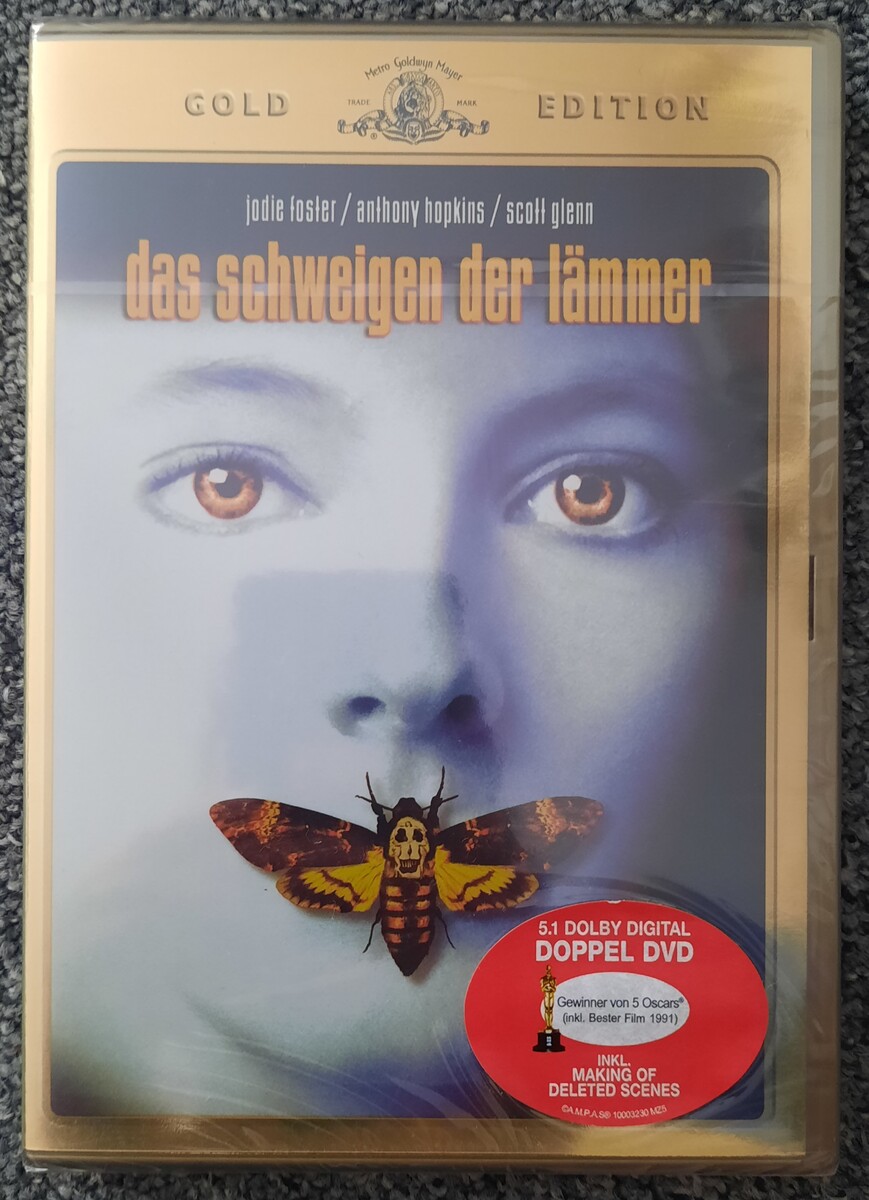 Metro Goldwyn Mayer
TRADE MARK
GOLD EDITION
jodie foster / anthony hopkins / scott glenn
das schweigen der lämmer
5.1 DOLBY DIGITAL
DOPPEL DVD
Gewinner von 5 Oscars®
(inkl. Bester Film 1991)
INKL.
MAKING OF
DELETED SCENES
©A.M.P.A.S® 10003230 MZ5